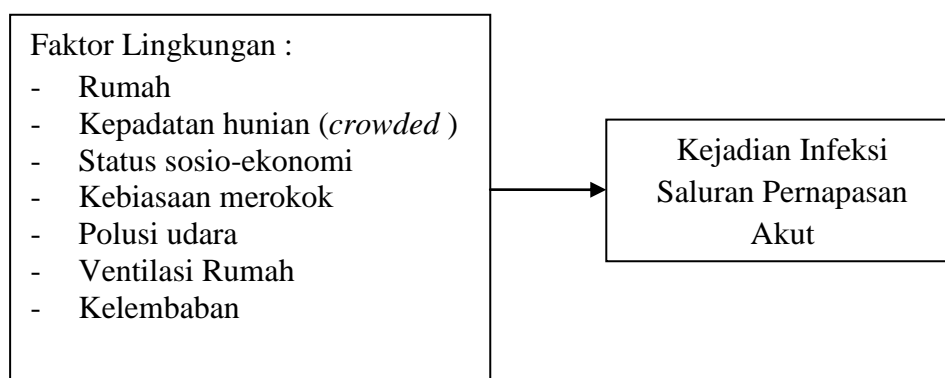 Faktor Lingkungan :
- Rumah
- Kepadatan hunian (crowded )
- Status sosio-ekonomi
- Kebiasaan merokok
- Polusi udara
- Ventilasi Rumah
- Kelembaban
Kejadian Infeksi
Saluran Pernapasan
Akut